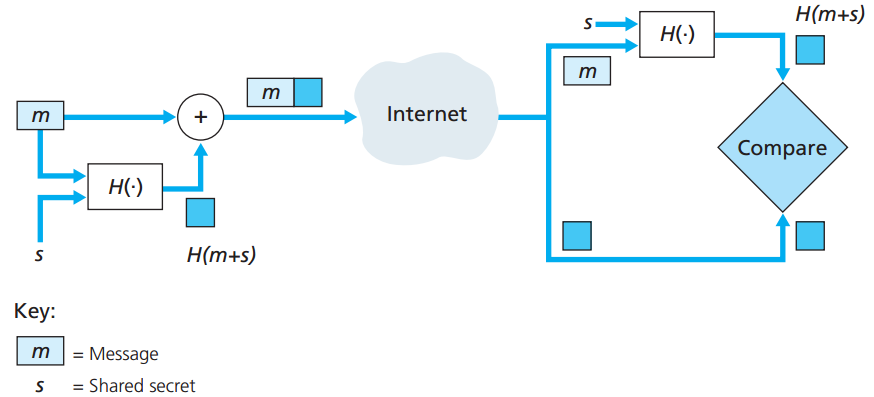 m
s
H(·)
H(m+s)
+
m
Internet
s
m
H(·)
H(m+s)
Compare
Key:
m = Message
s = Shared secret